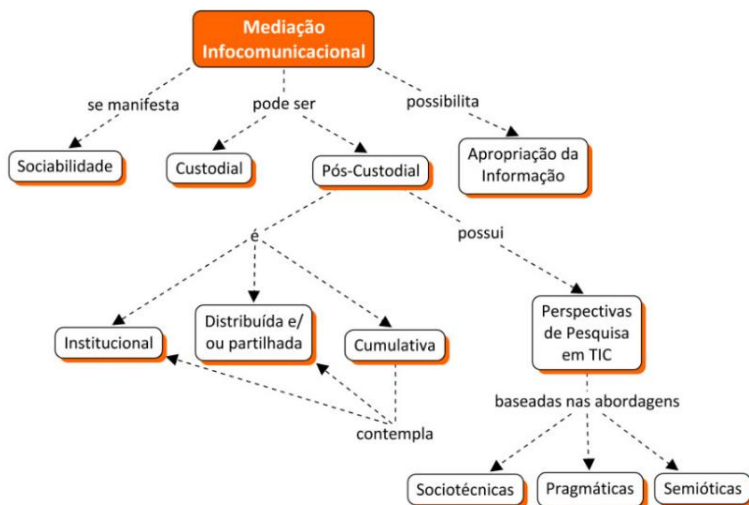 Mediação
Infocomunicacional
se manifesta
pode ser
possibilita
Sociabilidade
Custodial
Pós-Custodial
Apropriação da
Informação
é
possui
Institucional
Distribuída e/
ou partilhada
Cumulativa
Perspectivas
de Pesquisa
em TIC
contempla
baseadas nas abordagens
Sociotécnicas
Pragmáticas
Semióticas